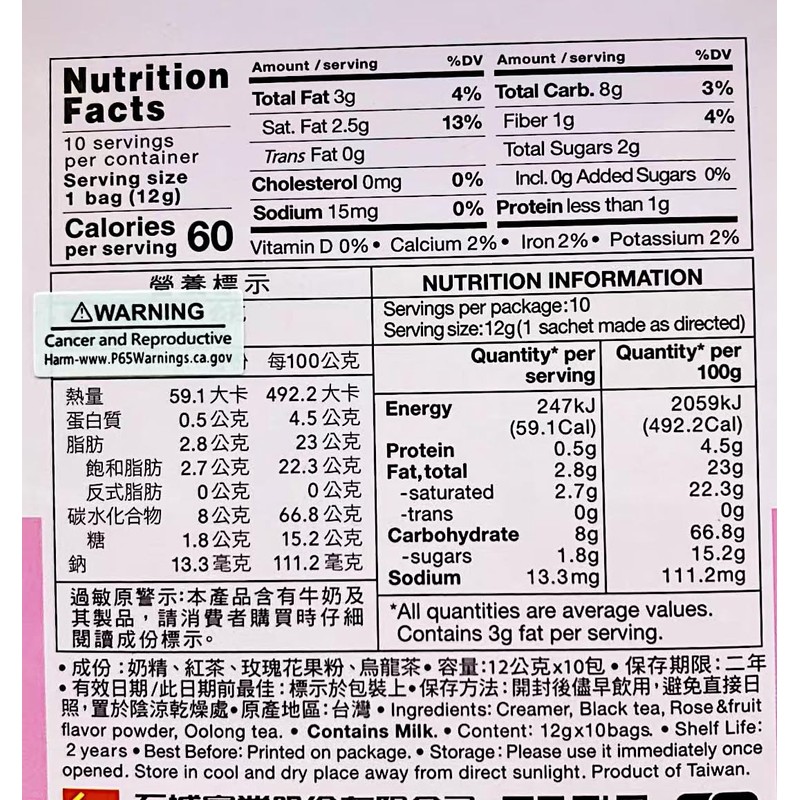 Nutrition
Facts
10 servings
per container
Serving size
1 bag (12g)
Calories
per serving 60
Amount / serving %DV
Total Fat 3g 4%
Sat. Fat 2.5g 13%
Trans Fat 0g
Cholesterol 0mg 0%
Sodium 15mg 0%
Amount / serving %DV
Total Carb. 8g 3%
Fiber 1g 4%
Total Sugars 2g
Incl. 0g Added Sugars 0%
Protein less than 1g
Vitamin D 0% • Calcium 2% • Iron 2% • Potassium 2%
營養標示
⚠WARNING
Cancer and Reproductive
Harm-www.P65Warnings.ca.gov
每100公克
熱量 59.1大卡 492.2大卡
蛋白質 0.5公克 4.5公克
脂肪 2.8公克 23公克
飽和脂肪 2.7公克 22.3公克
反式脂肪 0公克 0公克
碳水化合物 8公克 66.8公克
糖 1.8公克 15.2公克
鈉 13.3毫克 111.2毫克
過敏原警示:本產品含有牛奶及
其製品，請消費者購買時仔細
閱讀成份標示。
NUTRITION INFORMATION
Servings per package:10
Serving size:12g(1 sachet made as directed)
Quantity* per serving Quantity* per 100g
Energy 247kJ 2059kJ
(59.1Cal) (492.2Cal)
Protein 0.5g 4.5g
Fat, total 2.8g 23g
-saturated 2.7g 22.3g
-trans 0g 0g
Carbohydrate 8g 66.8g
-sugars 1.8g 15.2g
Sodium 13.3mg 111.2mg
*All quantities are average values.
Contains 3g fat per serving.
• 成份：奶精、紅茶、玫瑰花果粉、烏龍茶 • 容量:12公克x10包 • 保存期限：二年
• 有效日期/此日期前最佳：標示於包裝上 • 保存方法：開封後儘早飲用，避免直接日
照，置於陰涼乾燥處 • 原產地區：台灣 • Ingredients: Creamer, Black tea, Rose&fruit
flavor powder, Oolong tea. • Contains Milk. • Content: 12gx10bags. • Shelf Life:
2 years • Best Before: Printed on package. • Storage: Please use it immediately once
opened. Store in cool and dry place away from direct sunlight. Product of Taiwan.